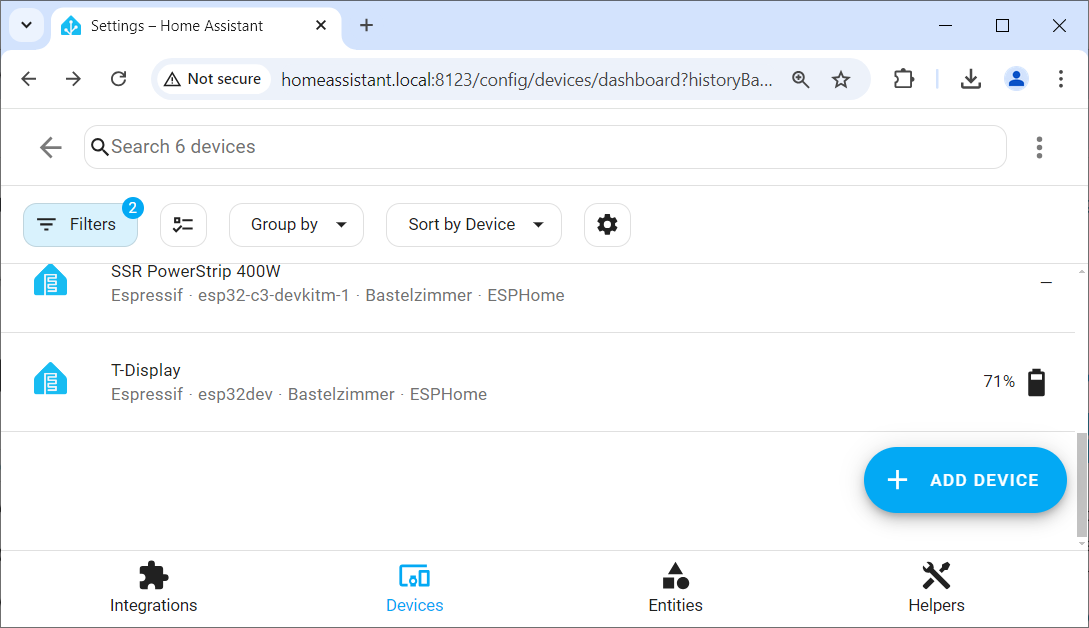 Settings – Home Assistant
Not secure
homeassistant.local:8123/config/devices/dashboard?historyBa...
Search 6 devices
Filters
2
Group by
Sort by Device
SSR PowerStrip 400W
Espressif · esp32-c3-devkitm-1 · Bastelzimmer · ESPHome
–
T-Display
Espressif · esp32dev · Bastelzimmer · ESPHome
71%
ADD DEVICE
Integrations
Devices
Entities
Helpers